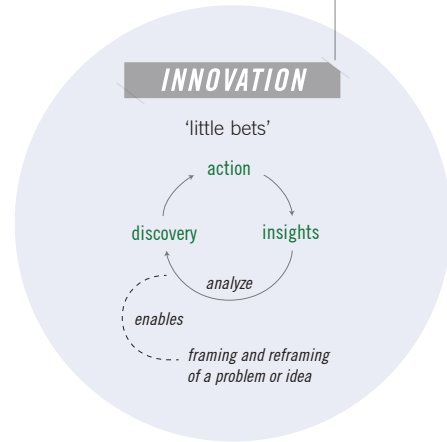 INNOVATION
‘little bets’
action
discovery
insights
analyze
enables
framing and reframing
of a problem or idea